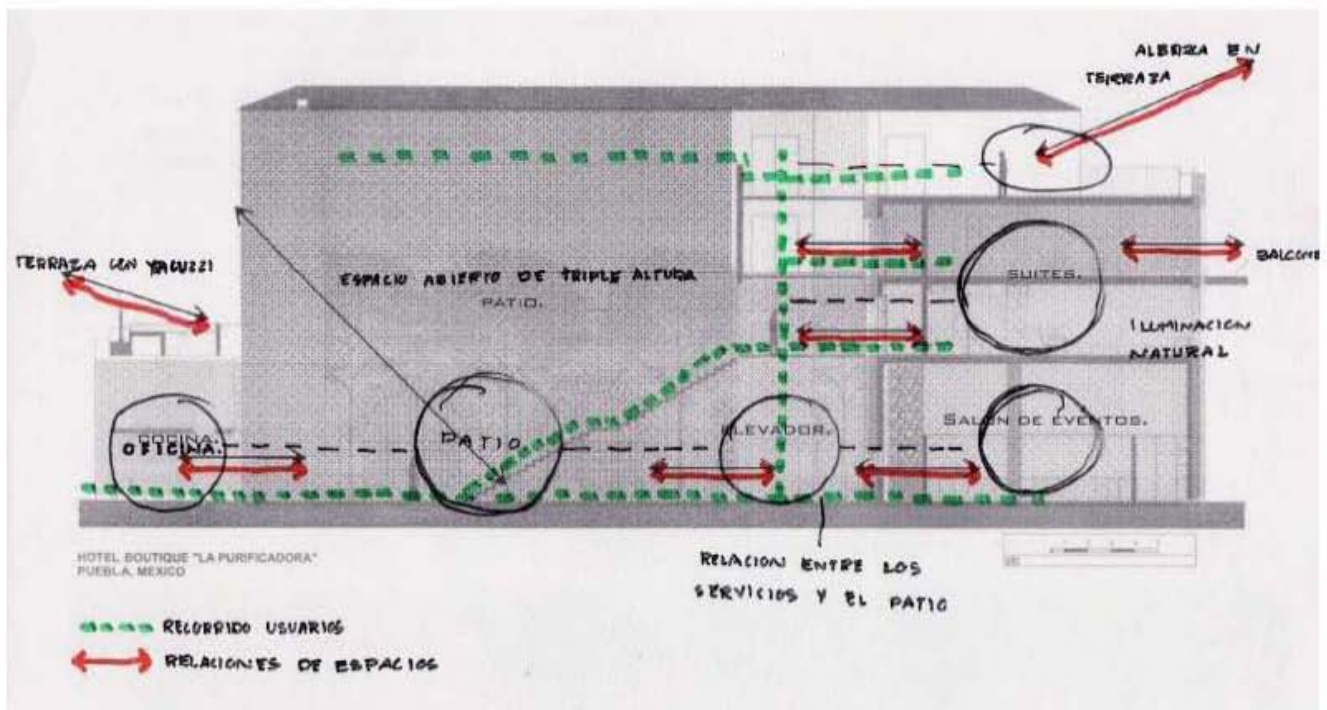 ALBERCA EN
TERRAZA
TERRAZA CON YACUZZI
ESPACIO ABIERTO DE TRIPLE ALTURA
PATIO.
SUITES.
BALCONE
ILUMINACION
NATURAL
COCINA.
OFICINA.
PATIO
ELEVADOR.
SALON DE EVENTOS.
HOTEL BOUTIQUE "LA PURIFICADORA"
PUEBLA, MEXICO
RELACION ENTRE LOS
SERVICIOS Y EL PATIO
RECORRIDO USUARIOS
RELACIONES DE ESPACIOS